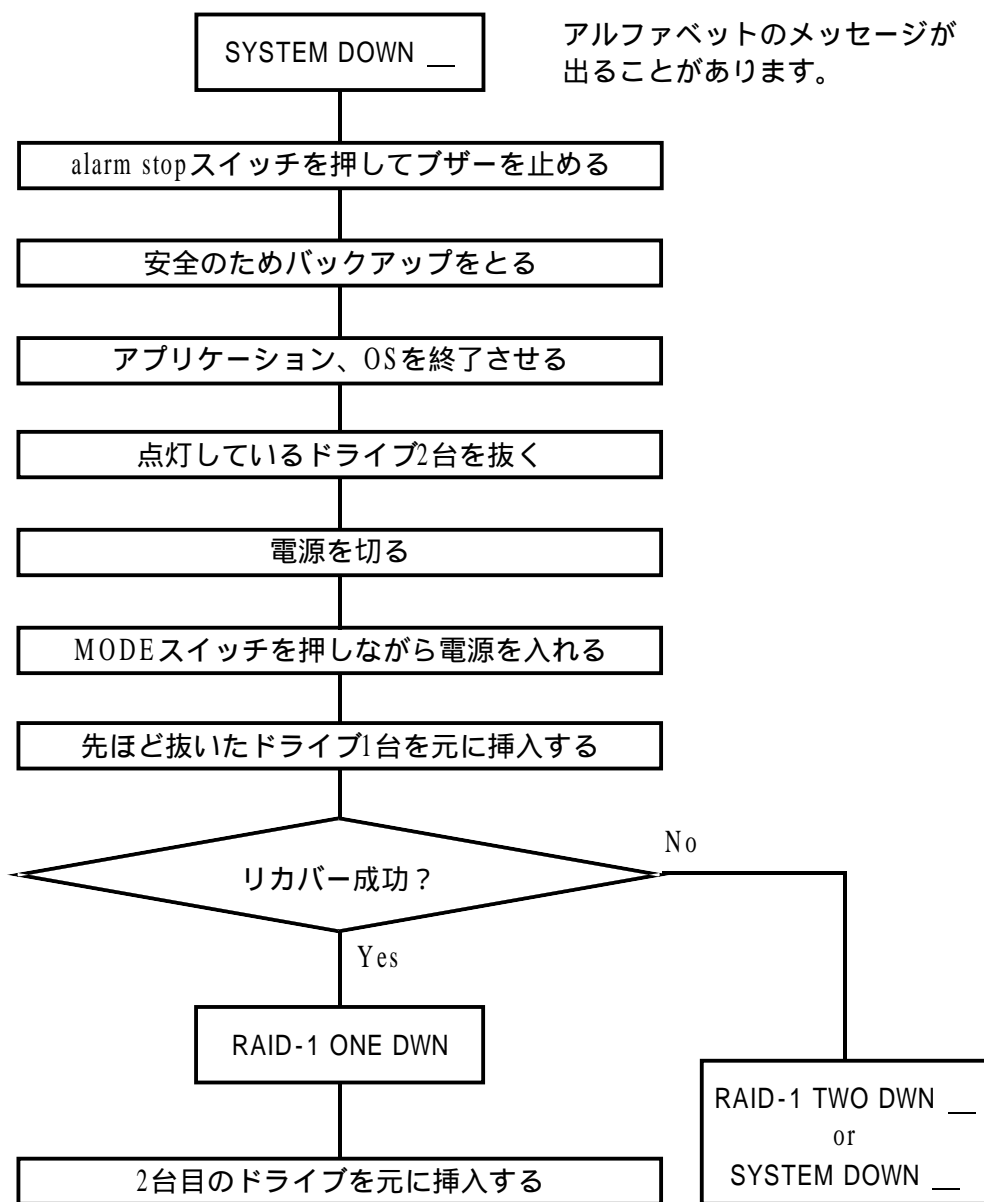 SYSTEM DOWN __
アルファベットのメッセージが
出ることがあります。
alarm stopスイッチを押してブザーを止める
安全のためバックアップをとる
アプリケーション、OSを終了させる
点灯しているドライブ2台を抜く
電源を切る
MODEスイッチを押しながら電源を入れる
先ほど抜いたドライブ1台を元に挿入する
リカバー成功？
No
Yes
RAID-1 ONE DWN
RAID-1 TWO DWN __
or
SYSTEM DOWN __
2台目のドライブを元に挿入する